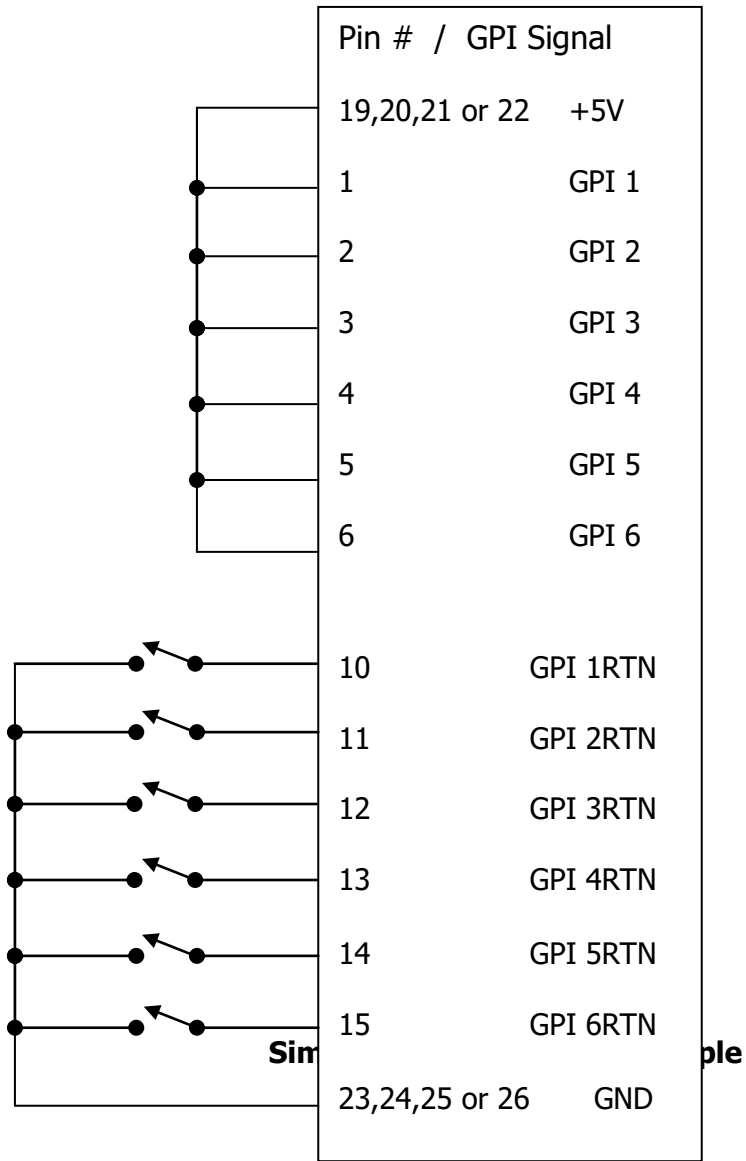 Pin # / GPI Signal
19,20,21 or 22 +5V
1 GPI 1
2 GPI 2
3 GPI 3
4 GPI 4
5 GPI 5
6 GPI 6
10 GPI 1RTN
11 GPI 2RTN
12 GPI 3RTN
13 GPI 4RTN
14 GPI 5RTN
15 GPI 6RTN
23,24,25 or 26 GND